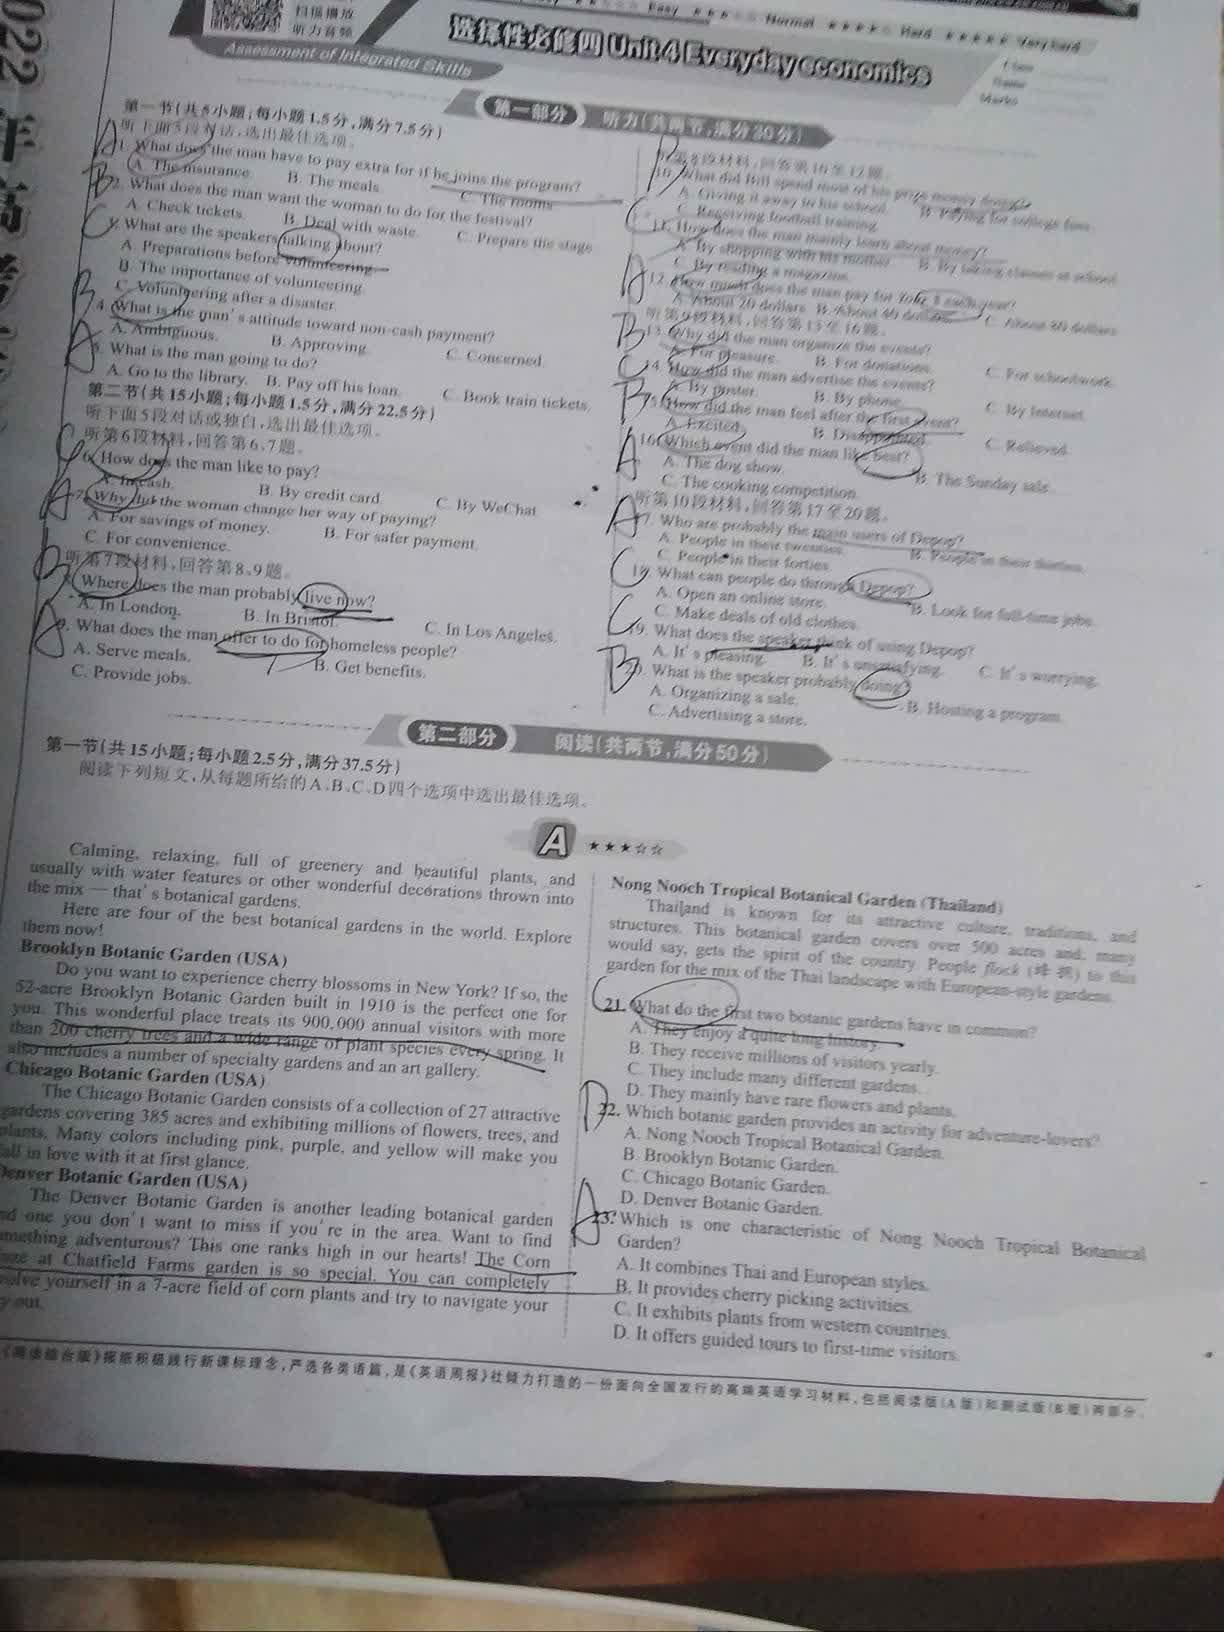 扫描播放
听力音频
Easy
Normal
Hard
Very hard
选择性必修四 Unit 4 Everyday economics
Assessment of Integrated Skills
Class
Name
Marks
第一部分 听力(共两节,满分30分)
第一节(共5小题;每小题1.5分,满分7.5分)
听下面5段对话,选出最佳选项。
1. What does the man have to pay extra for if he joins the program?
A. The insurance. B. The meals. C. The rooms.
2. What does the man want the woman to do for the festival?
A. Check tickets. B. Deal with waste. C. Prepare the stage.
3. What are the speakers talking about?
A. Preparations before volunteering.
B. The importance of volunteering.
C. Volunteering after a disaster.
4. What is the man's attitude toward non-cash payment?
A. Ambiguous. B. Approving. C. Concerned.
5. What is the man going to do?
A. Go to the library. B. Pay off his loan. C. Book train tickets.
第二节(共15小题;每小题1.5分,满分22.5分)
听下面5段对话或独白,选出最佳选项。
听第6段材料,回答第6、7题。
6. How does the man like to pay?
A. In cash. B. By credit card. C. By WeChat.
7. Why did the woman change her way of paying?
A. For savings of money. B. For safer payment.
C. For convenience.
听第7段材料,回答第8、9题。
8. Where does the man probably live now?
A. In London. B. In Bristol. C. In Los Angeles.
9. What does the man offer to do for homeless people?
A. Serve meals. B. Get benefits.
C. Provide jobs.
听第8段材料,回答第10至12题。
10. What did Bill spend most of his prize money doing?
A. Giving it away to his school. B. Paying for college fees.
C. Receiving football training.
11. How does the man mainly learn about money?
A. By shopping with his mother. B. By taking classes at school.
C. By reading a magazine.
12. How much does the man pay for each year?
A. About 20 dollars. B. About 40 dollars. C. About 80 dollars.
听第9段材料,回答第13至16题。
13. Why did the man organize the events?
A. For pleasure. B. For donations. C. For schoolwork.
14. How did the man advertise the events?
A. By poster. B. By phone. C. By Internet.
15. How did the man feel after the first event?
A. Excited. B. Disappointed. C. Relieved.
16. Which event did the man like best?
A. The dog show. B. The Sunday sale.
C. The cooking competition.
听第10段材料,回答第17至20题。
17. Who are probably the main users of Depop?
A. People in their twenties. B. People in their thirties.
C. People in their forties.
18. What can people do through Depop?
A. Open an online store. B. Look for full-time jobs.
C. Make deals of old clothes.
19. What does the speaker think of using Depop?
A. It's pleasing. B. It's unsatisfying. C. It's worrying.
20. What is the speaker probably doing?
A. Organizing a sale. B. Hosting a program.
C. Advertising a store.
第二部分 阅读(共两节,满分50分)
第一节(共15小题;每小题2.5分,满分37.5分)
阅读下列短文,从每题所给的A、B、C、D四个选项中选出最佳选项。
A ★★★☆☆
Calming, relaxing, full of greenery and beautiful plants, and
usually with water features or other wonderful decorations thrown into
the mix — that's botanical gardens.
Here are four of the best botanical gardens in the world. Explore
them now!
Brooklyn Botanic Garden (USA)
Do you want to experience cherry blossoms in New York? If so, the
52-acre Brooklyn Botanic Garden built in 1910 is the perfect one for
you. This wonderful place treats its 900,000 annual visitors with more
than 200 cherry trees and a wide range of plant species every spring. It
also includes a number of specialty gardens and an art gallery.
Chicago Botanic Garden (USA)
The Chicago Botanic Garden consists of a collection of 27 attractive
gardens covering 385 acres and exhibiting millions of flowers, trees, and
plants. Many colors including pink, purple, and yellow will make you
fall in love with it at first glance.
Denver Botanic Garden (USA)
The Denver Botanic Garden is another leading botanical garden
and one you don't want to miss if you're in the area. Want to find
something adventurous? This one ranks high in our hearts! The Corn
at Chatfield Farms garden is so special. You can completely
yourself in a 7-acre field of corn plants and try to navigate your
out.
Nong Nooch Tropical Botanical Garden (Thailand)
Thailand is known for its attractive culture, traditions, and
structures. This botanical garden covers over 500 acres and, many
would say, gets the spirit of the country. People flock (蜂拥) to this
garden for the mix of the Thai landscape with European-style gardens.
21. What do the first two botanic gardens have in common?
A. They enjoy a quite long history.
B. They receive millions of visitors yearly.
C. They include many different gardens.
D. They mainly have rare flowers and plants.
22. Which botanic garden provides an activity for adventure-lovers?
A. Nong Nooch Tropical Botanical Garden.
B. Brooklyn Botanic Garden.
C. Chicago Botanic Garden.
D. Denver Botanic Garden.
23. Which is one characteristic of Nong Nooch Tropical Botanical
Garden?
A. It combines Thai and European styles.
B. It provides cherry picking activities.
C. It exhibits plants from western countries.
D. It offers guided tours to first-time visitors.
《阅读综合版》报纸积极践行新课标理念,严选各类语篇,是《英语周报》社倾力打造的一份面向全国发行的高端英语学习材料,包括阅读版(A版)和测试版(B版)两部分。